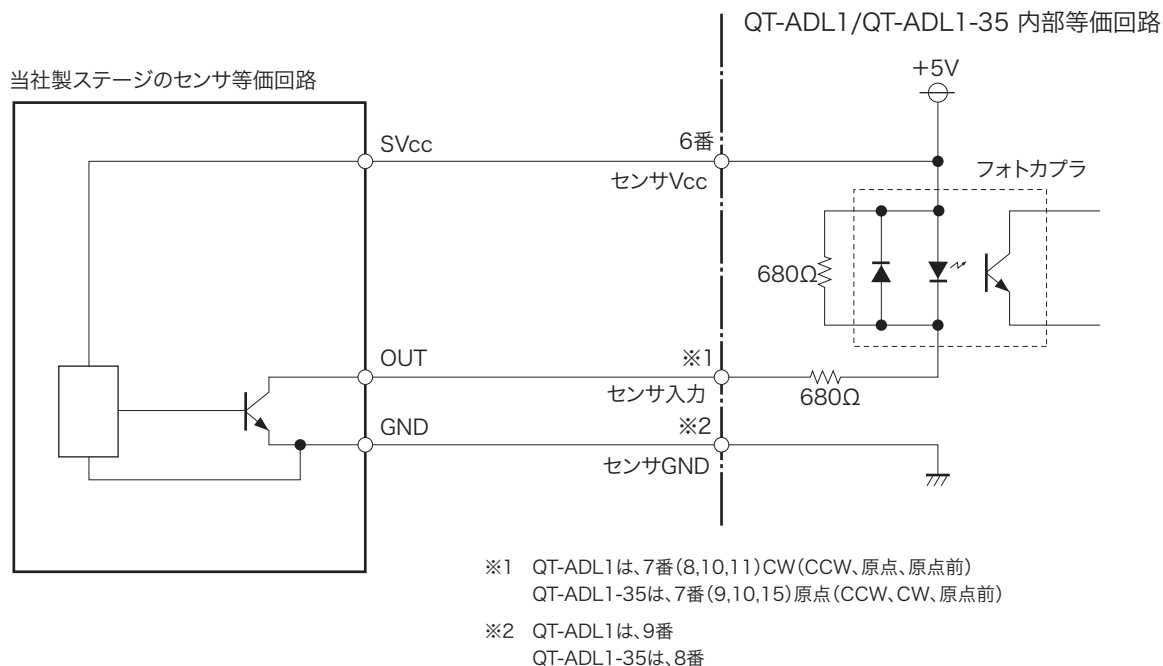 QT-ADL1/QT-ADL1-35 内部等価回路
当社製ステージのセンサ等価回路
+5V
SVcc
6番
センサVcc
フォトカプラ
680Ω
OUT
※1
センサ入力
680Ω
GND
※2
センサGND
※1 QT-ADL1は、7番(8,10,11)CW(CCW、原点、原点前)
QT-ADL1-35は、7番(9,10,15)原点(CCW、CW、原点前)
※2 QT-ADL1は、9番
QT-ADL1-35は、8番